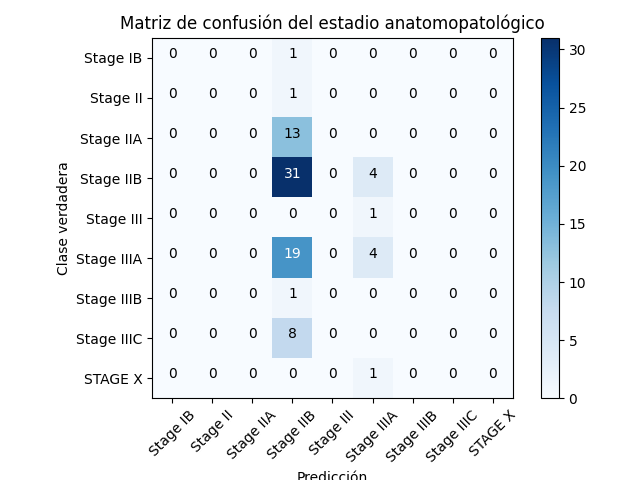 Matriz de confusión del estadio anatomopatológico
Stage IB 0 0 0 1 0 0 0 0 0
Stage II 0 0 0 1 0 0 0 0 0
Stage IIA 0 0 0 13 0 0 0 0 0
Stage IIB 0 0 0 31 0 4 0 0 0
Stage III 0 0 0 0 0 1 0 0 0
Stage IIIA 0 0 0 19 0 4 0 0 0
Stage IIIB 0 0 0 1 0 0 0 0 0
Stage IIIC 0 0 0 8 0 0 0 0 0
STAGE X 0 0 0 0 0 1 0 0 0
Stage IB Stage II Stage IIA Stage IIB Stage III Stage IIIA Stage IIIB Stage IIIC STAGE X
Predicción
Clase verdadera
30
25
20
15
10
5
0